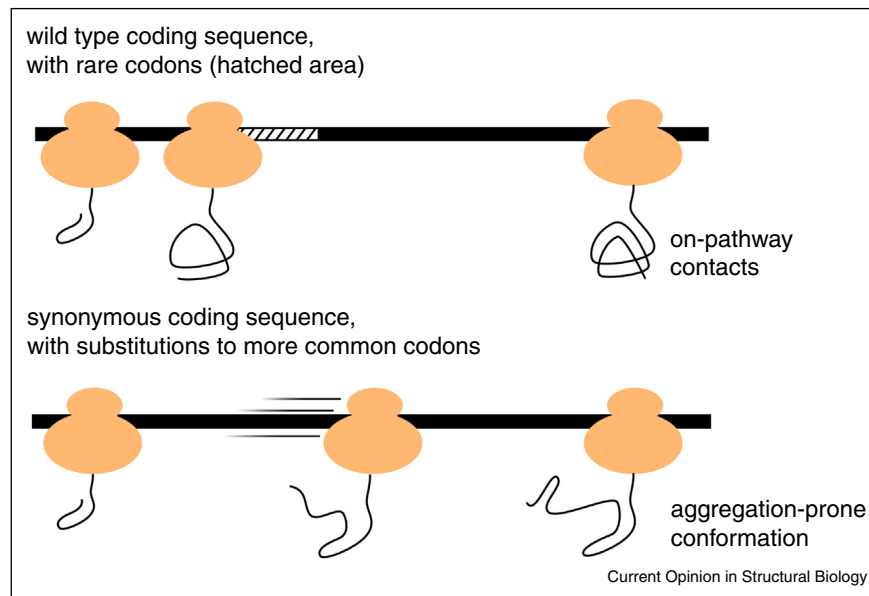 wild type coding sequence,
with rare codons (hatched area)
on-pathway
contacts
synonymous coding sequence,
with substitutions to more common codons
aggregation-prone
conformation
Current Opinion in Structural Biology